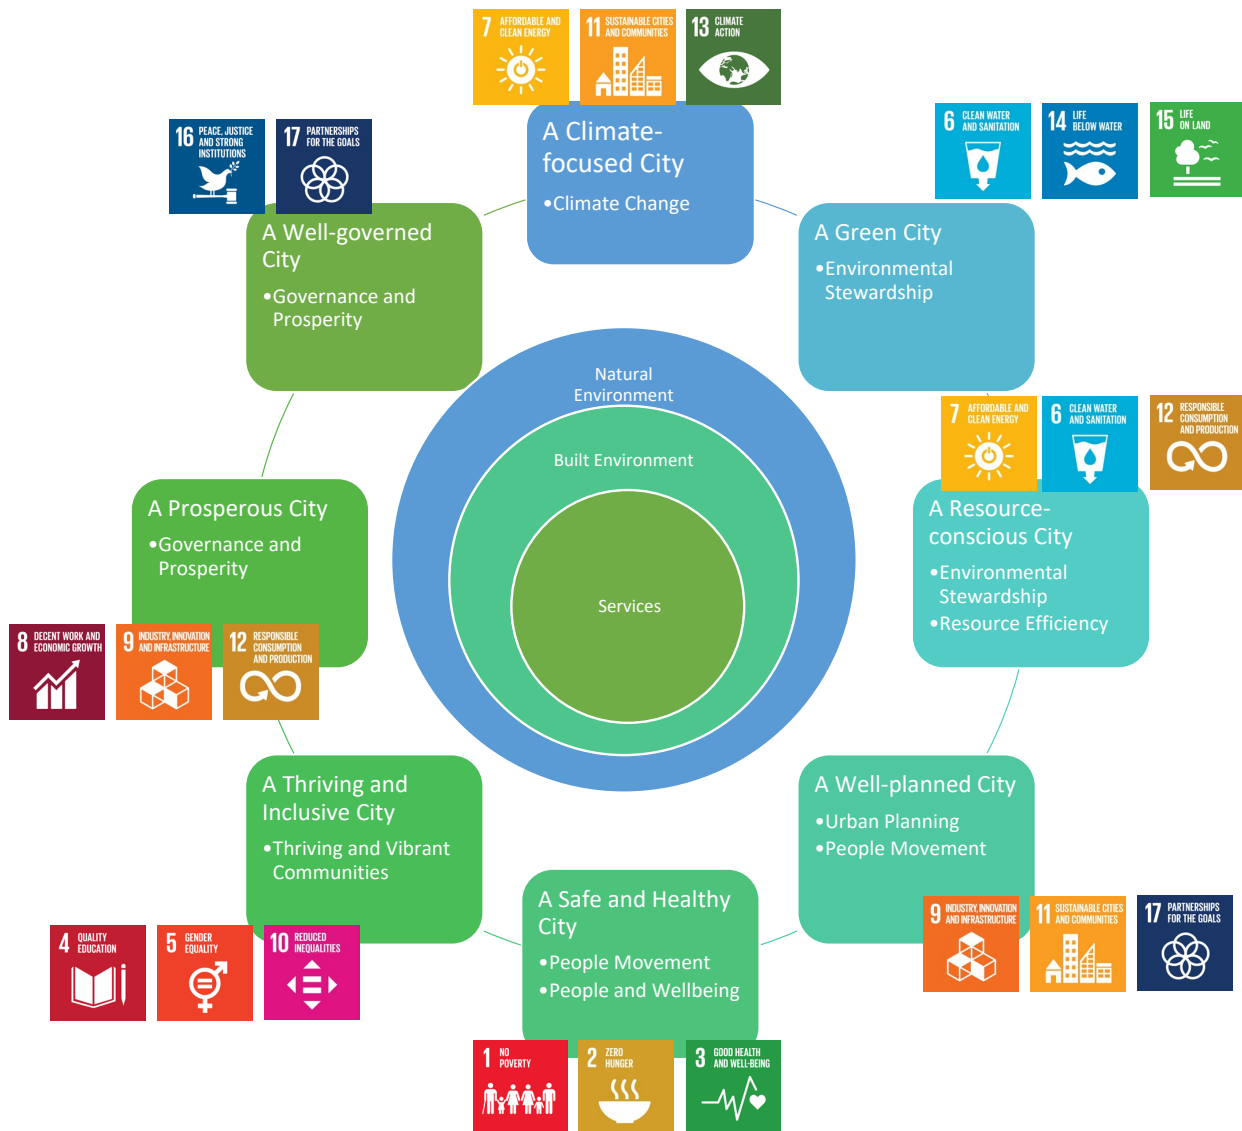 7 AFFORDABLE AND
CLEAN ENERGY
11 SUSTAINABLE CITIES
AND COMMUNITIES
13 CLIMATE
ACTION
A Climate-
focused City
•Climate Change
6 CLEAN WATER
AND SANITATION
14 LIFE
BELOW WATER
15 LIFE
ON LAND
A Green City
•Environmental
Stewardship
7 AFFORDABLE AND
CLEAN ENERGY
6 CLEAN WATER
AND SANITATION
12 RESPONSIBLE
CONSUMPTION
AND PRODUCTION
A Resource-
conscious City
•Environmental
Stewardship
•Resource Efficiency
A Well-planned City
•Urban Planning
•People Movement
9 INDUSTRY, INNOVATION
AND INFRASTRUCTURE
11 SUSTAINABLE CITIES
AND COMMUNITIES
17 PARTNERSHIPS
FOR THE GOALS
A Safe and Healthy
City
•People Movement
•People and Wellbeing
1 NO
POVERTY
2 ZERO
HUNGER
3 GOOD HEALTH
AND WELL-BEING
A Thriving and
Inclusive City
•Thriving and Vibrant
Communities
4 QUALITY
EDUCATION
5 GENDER
EQUALITY
10 REDUCED
INEQUALITIES
A Prosperous City
•Governance and
Prosperity
8 DECENT WORK AND
ECONOMIC GROWTH
9 INDUSTRY, INNOVATION
AND INFRASTRUCTURE
12 RESPONSIBLE
CONSUMPTION
AND PRODUCTION
16 PEACE, JUSTICE
AND STRONG
INSTITUTIONS
17 PARTNERSHIPS
FOR THE GOALS
A Well-governed
City
•Governance and
Prosperity
Natural
Environment
Built Environment
Services